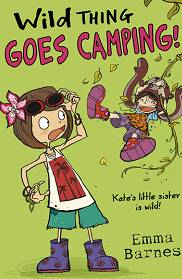 WILD THING
GOES CAMPING!
Kate's little sister
is wild!
Emma
Barnes